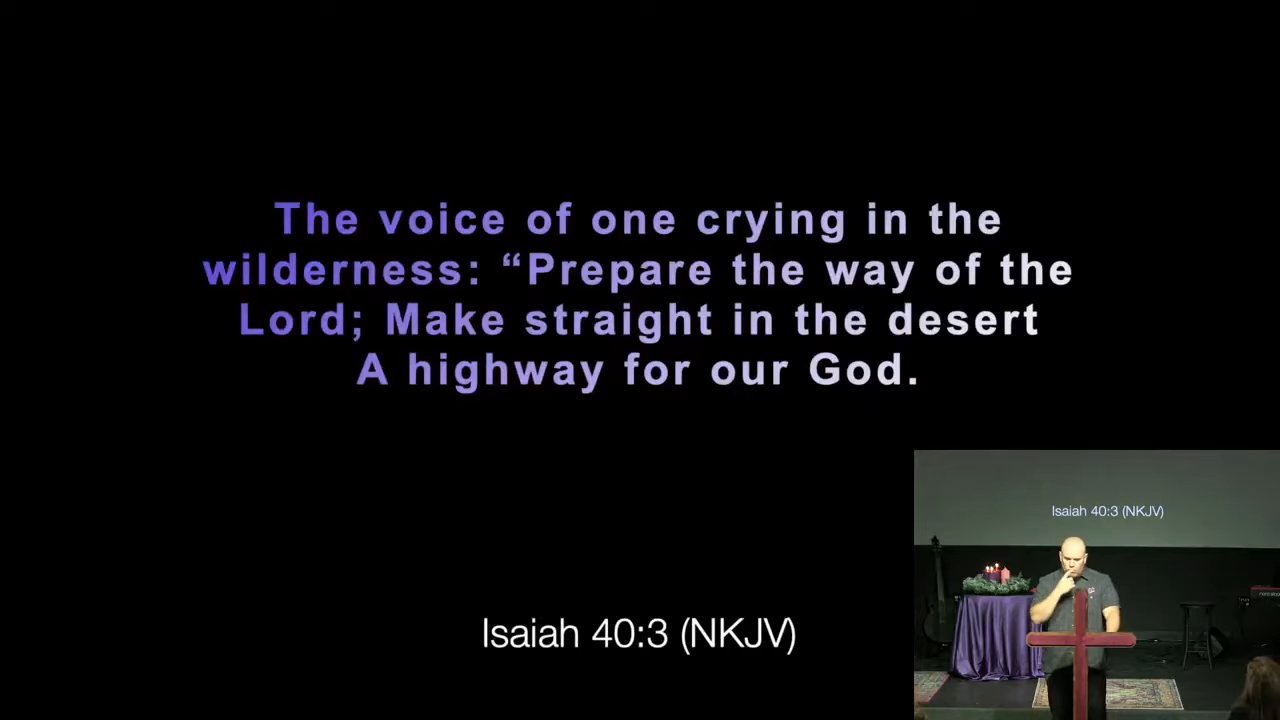 The voice of one crying in the
wilderness: “Prepare the way of the
Lord; Make straight in the desert
A highway for our God.
Isaiah 40:3 (NKJV)
Isaiah 40:3 (NKJV)